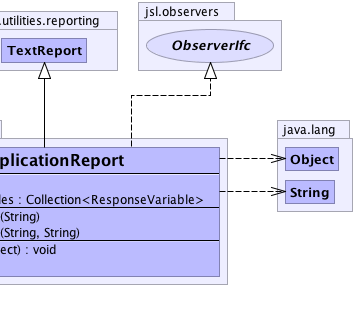 .utilities.reporting
TextReport
jsl.observers
ObserverIfc
java.lang
Object
String
plicationReport
les : Collection<ResponseVariable>
(String)
(String, String)
ect) : void